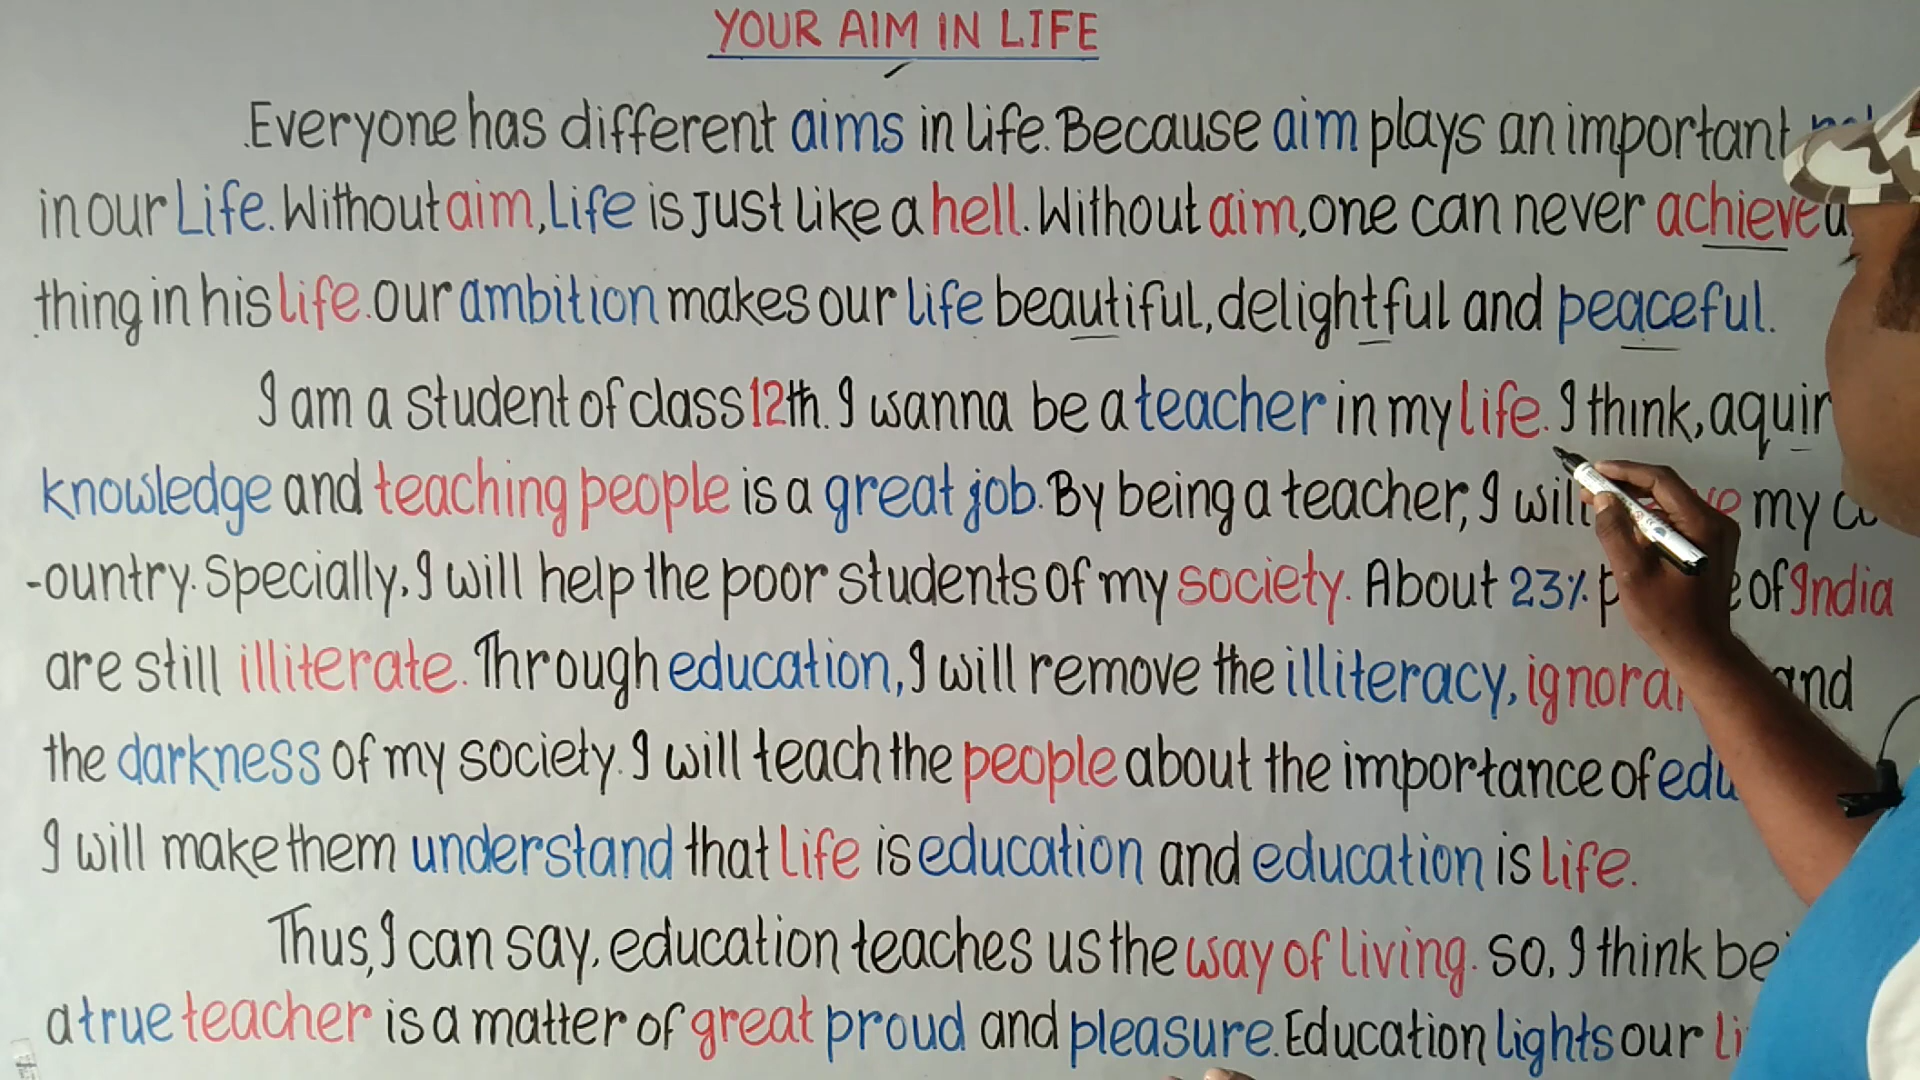 YOUR AIM IN LIFE
Everyone has different aims in life. Because aim plays an important
in our Life. Without aim, Life is just like a hell. Without aim, one can never achieve
thing in his life. Our ambition makes our life beautiful, delightful and peaceful.
I am a student of class 12th. I wanna be a teacher in my life. I think, aquir
knowledge and teaching people is a great job. By being a teacher, I will my
-ountry. Specially, I will help the poor students of my society. About 23% of India
are still illiterate. Through education, I will remove the illiteracy, and
the darkness of my society. I will teach the people about the importance of
I will make them understand that life is education and education is life.
Thus, I can say, education teaches us the way of living. So, I think
a true teacher is a matter of great proud and pleasure. Education lights our